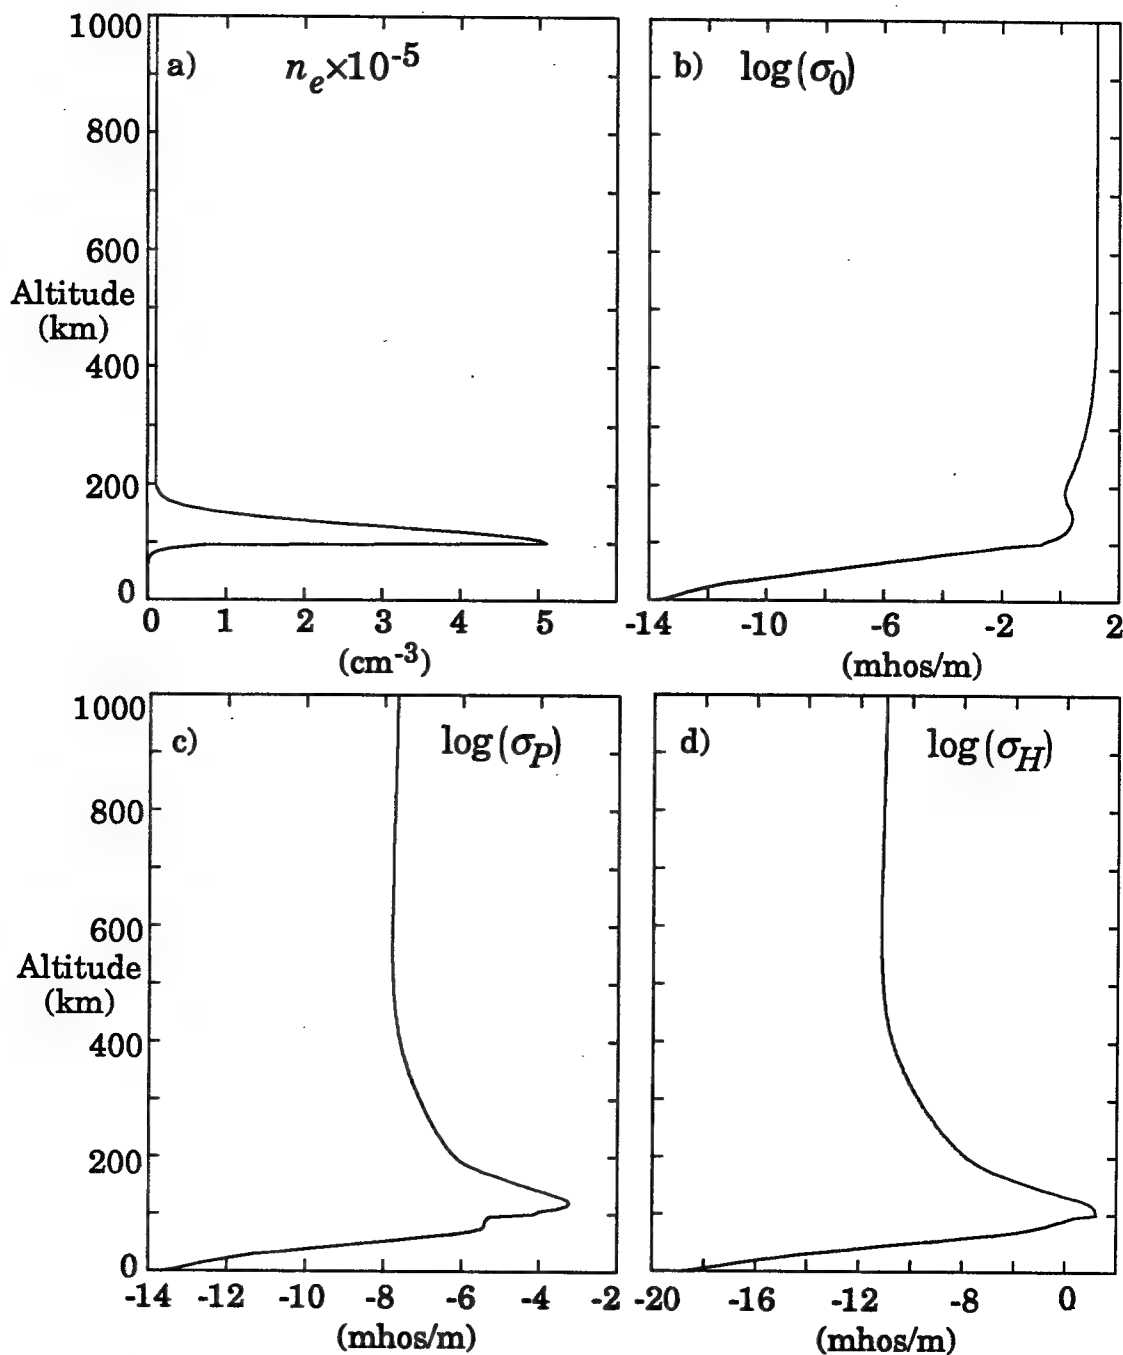 1000
800
600
Altitude
(km)
400
200
0
a) nₑ×10⁻⁵
0 1 2 3 4 5
(cm⁻³)
b) log(σ₀)
-14 -10 -6 -2 2
(mhos/m)
1000
800
600
Altitude
(km)
400
200
0
c) log(σ_P)
-14 -12 -10 -8 -6 -4 -2
(mhos/m)
d) log(σ_H)
-20 -16 -12 -8 0
(mhos/m)